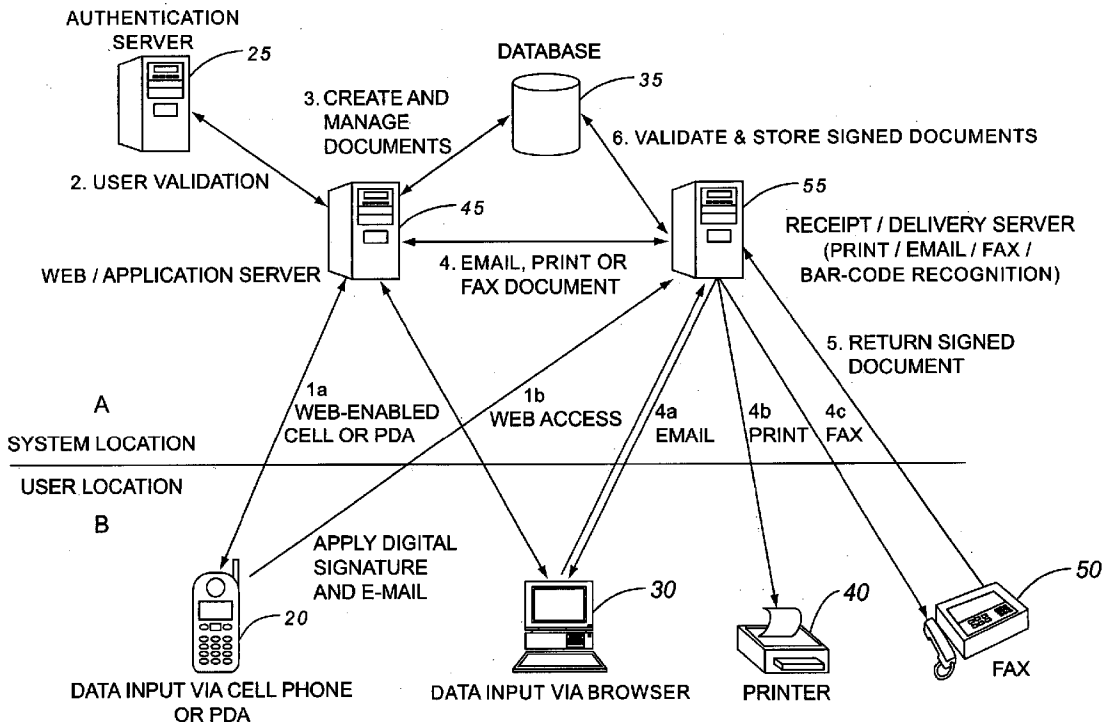 AUTHENTICATION
SERVER
25
DATABASE
35
3. CREATE AND
MANAGE
DOCUMENTS
6. VALIDATE & STORE SIGNED DOCUMENTS
2. USER VALIDATION
45
55
WEB / APPLICATION SERVER
4. EMAIL, PRINT OR
FAX DOCUMENT
RECEIPT / DELIVERY SERVER
(PRINT / EMAIL / FAX /
BAR-CODE RECOGNITION)
5. RETURN SIGNED
DOCUMENT
1a
WEB-ENABLED
CELL OR PDA
1b
WEB ACCESS
4a
EMAIL
4b
PRINT
4c
FAX
A
SYSTEM LOCATION
USER LOCATION
B
APPLY DIGITAL
SIGNATURE
AND E-MAIL
20
30
40
50
DATA INPUT VIA CELL PHONE
OR PDA
DATA INPUT VIA BROWSER
PRINTER
FAX